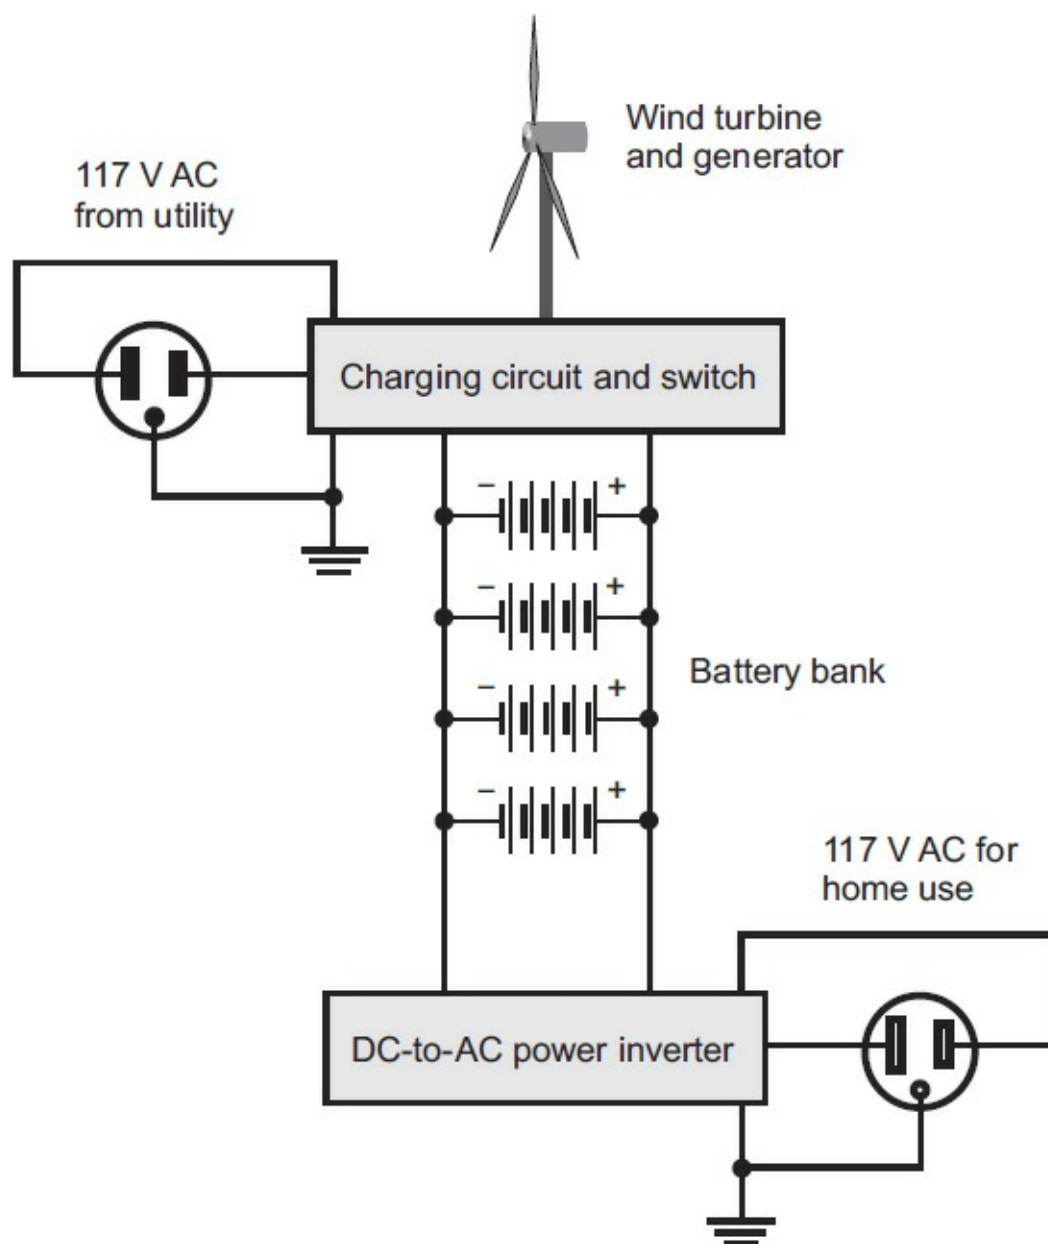 Wind turbine
and generator
117 V AC
from utility
Charging circuit and switch
– +
– +
Battery bank
– +
– +
117 V AC for
home use
DC-to-AC power inverter